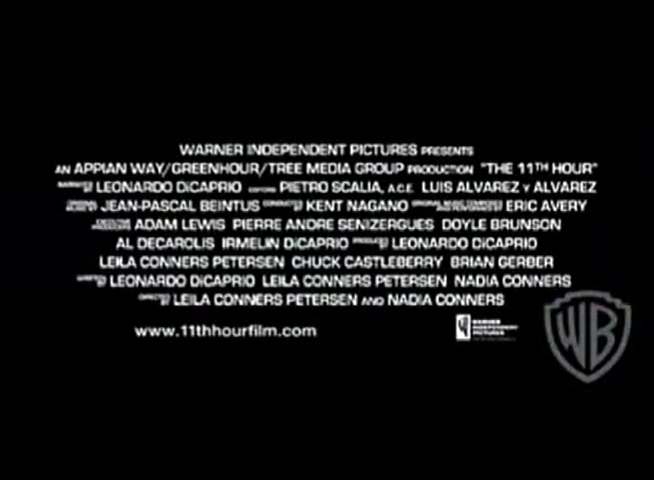 WARNER INDEPENDENT PICTURES PRESENTS
AN APPIAN WAY/GREENHOUR/TREE MEDIA GROUP PRODUCTION "THE 11TH HOUR"
LEONARDO DiCAPRIO PIETRO SCALIA, A.C.E. LUIS ALVAREZ Y ALVAREZ
JEAN-PASCAL BEINTUS KENT NAGANO ERIC AVERY
ADAM LEWIS PIERRE ANDRE SENIZERGUES DOYLE BRUNSON
AL DECAROLIS IRMELIN DiCAPRIO LEONARDO DiCAPRIO
LEILA CONNERS PETERSEN CHUCK CASTLEBERRY BRIAN GERBER
LEONARDO DiCAPRIO LEILA CONNERS PETERSEN NADIA CONNERS
LEILA CONNERS PETERSEN AND NADIA CONNERS
www.11thhourfilm.com
WARNER
INDEPENDENT
PICTURES
WB